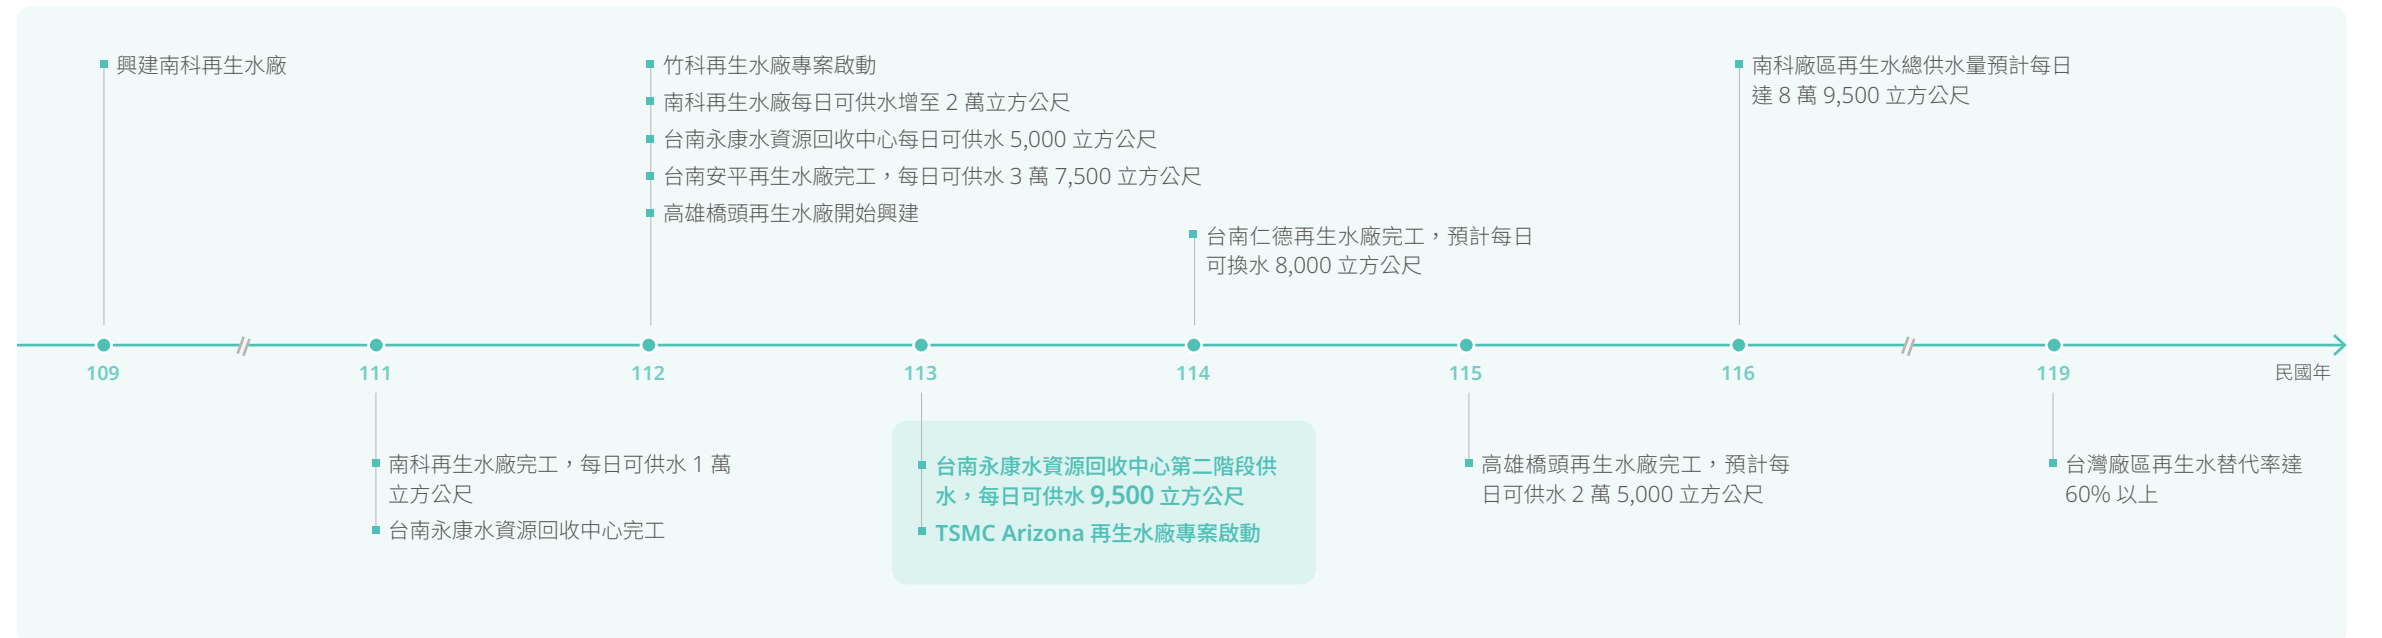 興建南科再生水廠
竹科再生水廠專案啟動
南科再生水廠每日可供水增至 2 萬立方公尺
台南永康水資源回收中心每日可供水 5,000 立方公尺
台南安平再生水廠完工，每日可供水 3 萬 7,500 立方公尺
高雄橋頭再生水廠開始興建
台南仁德再生水廠完工，預計每日
可換水 8,000 立方公尺
南科廠區再生水總供水量預計每日
達 8 萬 9,500 立方公尺
109
111
112
113
114
115
116
119
民國年
南科再生水廠完工，每日可供水 1 萬
立方公尺
台南永康水資源回收中心完工
台南永康水資源回收中心第二階段供
水，每日可供水 9,500 立方公尺
TSMC Arizona 再生水廠專案啟動
高雄橋頭再生水廠完工，預計每
日可供水 2 萬 5,000 立方公尺
台灣廠區再生水替代率達
60% 以上